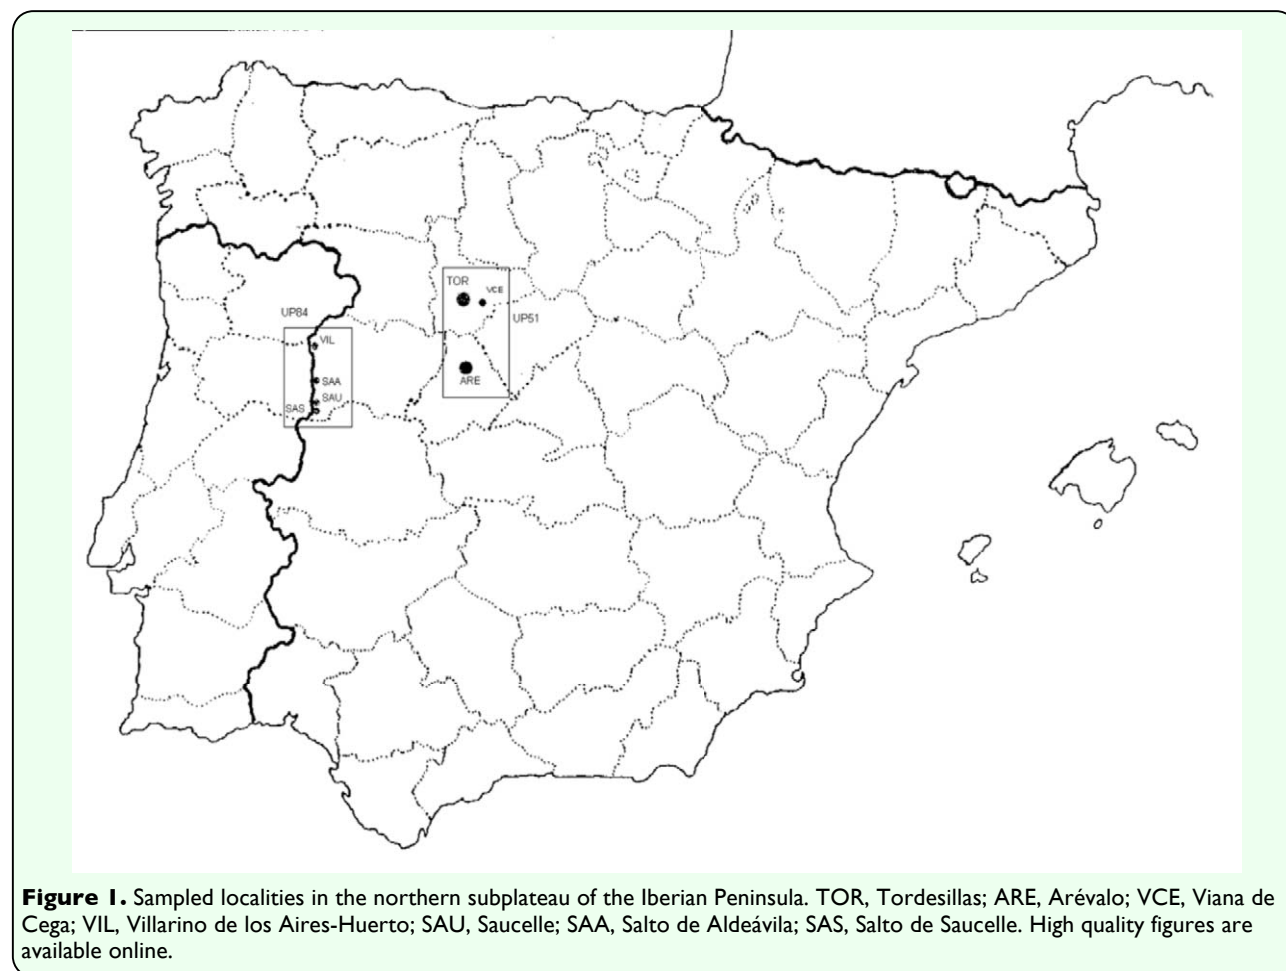 TOR
VCE
UP84
UP51
VIL
ARE
SAA
SAU
SAS
Figure 1. Sampled localities in the northern subplateau of the Iberian Peninsula. TOR, Tordesillas; ARE, Arévalo; VCE, Viana de
Cega; VIL, Villarino de los Aires-Huerto; SAU, Saucelle; SAA, Salto de Aldeávila; SAS, Salto de Saucelle. High quality figures are
available online.